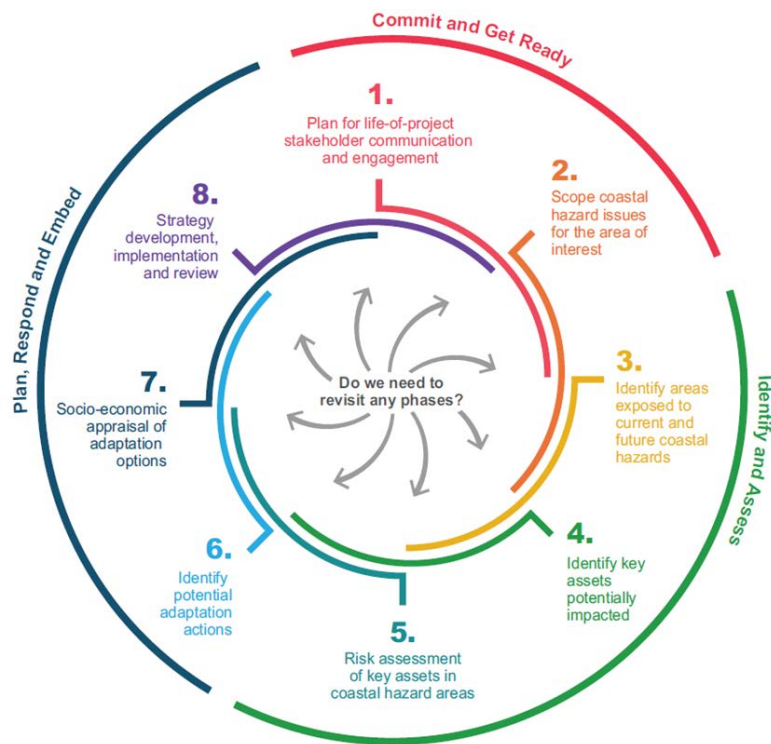 Commit and Get Ready
1.
Plan for life-of-project
stakeholder communication
and engagement
2.
Scope coastal
hazard issues
for the area of
interest
Identify and Assess
3.
Identify areas
exposed to
current and
future coastal
hazards
4.
Identify key
assets
potentially
impacted
5.
Risk assessment
of key assets in
coastal hazard areas
Plan, Respond and Embed
6.
Identify
potential
adaptation
actions
7.
Socio-economic
appraisal of
adaptation
options
8.
Strategy
development,
implementation
and review
Do we need to
revisit any phases?